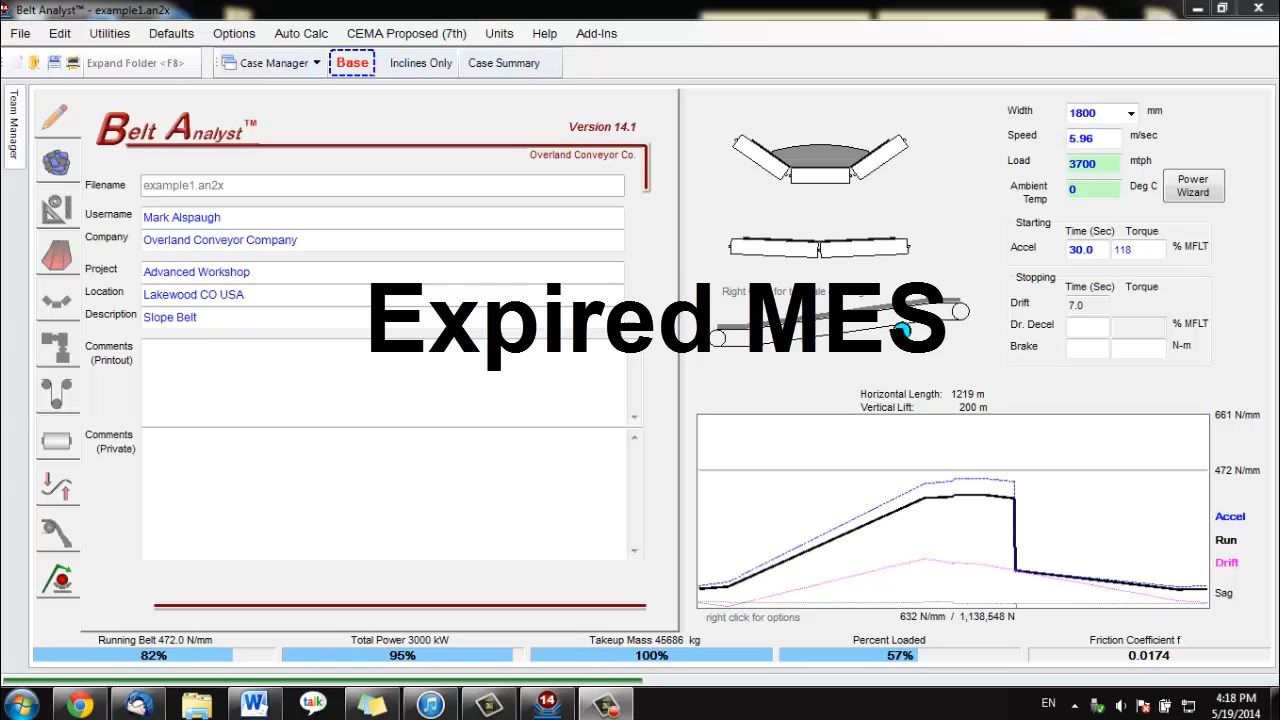 Belt Analyst™ - example1.an2x
File Edit Utilities Defaults Options Auto Calc CEMA Proposed (7th) Units Help Add-Ins
Expand Folder <F8> Case Manager Base Inclines Only Case Summary
Team Manager
Belt Analyst™
Version 14.1
Overland Conveyor Co.
Filename example1.an2x
Username Mark Alspaugh
Company Overland Conveyor Company
Project Advanced Workshop
Location Lakewood CO USA
Description Slope Belt
Comments
(Printout)
Comments
(Private)
Expired MES
Width 1800 mm
Speed 5.96 m/sec
Load 3700 mtph
Ambient
Temp 0 Deg C
Power
Wizard
Starting
Time (Sec) Torque
Accel 30.0 118 % MFLT
Stopping
Time (Sec) Torque
Drift 7.0
Dr. Decel % MFLT
Brake N-m
Horizontal Length: 1219 m
Vertical Lift: 200 m
661 N/mm
472 N/mm
Accel
Run
Drift
Sag
right click for options 632 N/mm / 1,138,548 N
Running Belt 472.0 N/mm Total Power 3000 kW Takeup Mass 45686 kg Percent Loaded Friction Coefficient f
82% 95% 100% 57% 0.0174
talk
14
EN
4:18 PM
5/19/2014